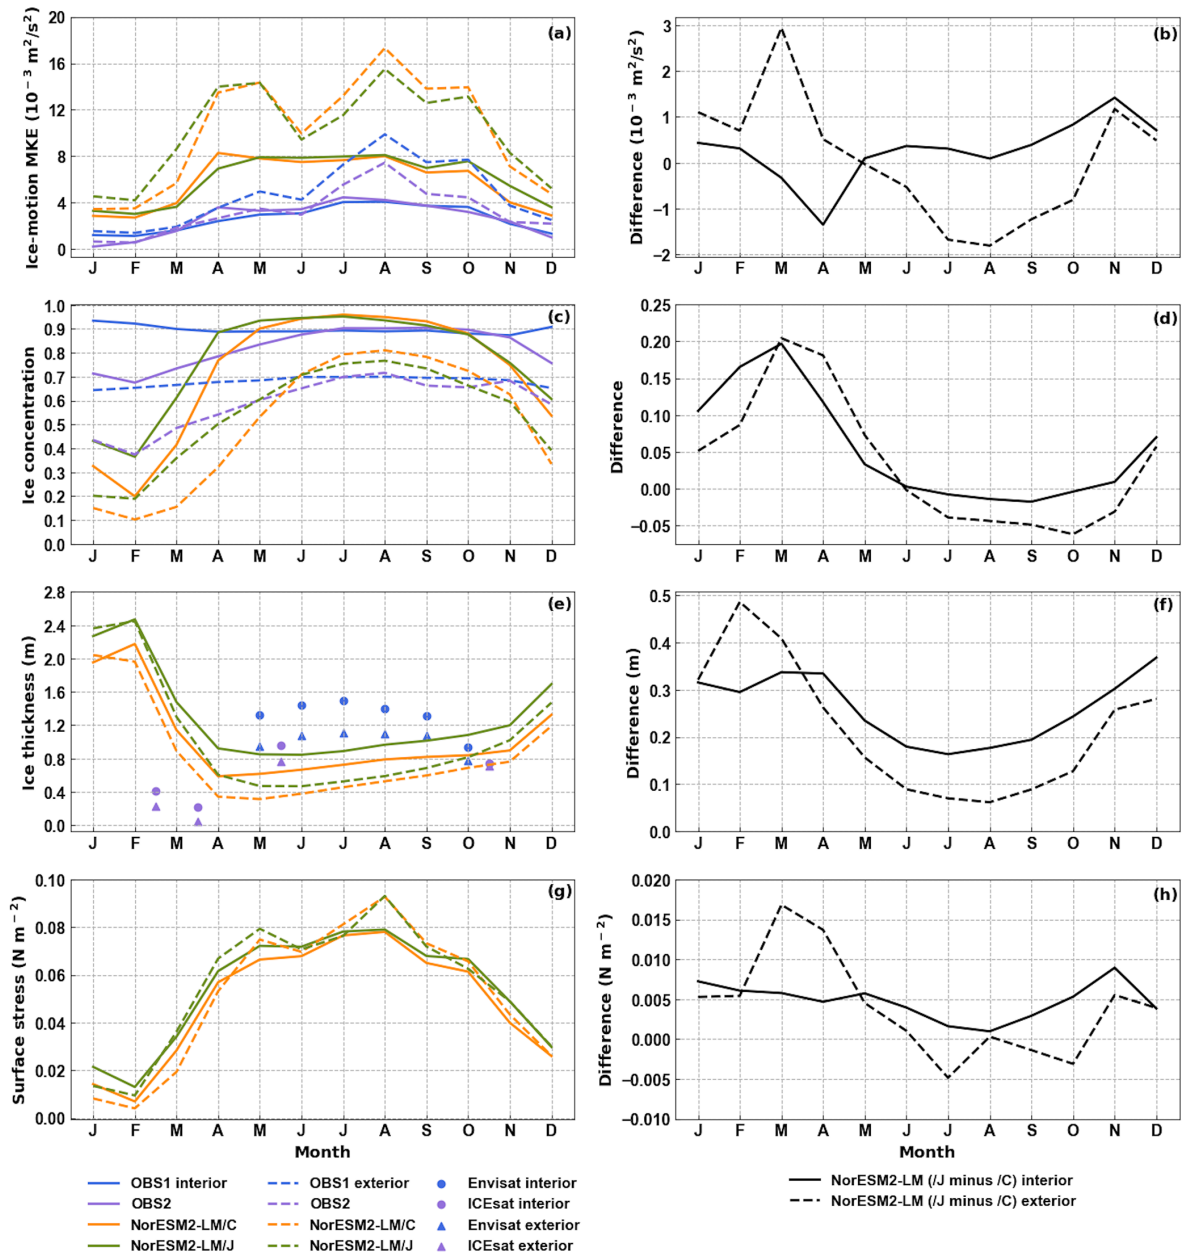 (a)
Ice-motion MKE (10⁻³ m²/s²)
20
16
12
8
4
0
J F M A M J J A S O N D
(b)
Difference (10⁻³ m²/s²)
3
2
1
0
−1
−2
J F M A M J J A S O N D
(c)
Ice concentration
1.0
0.9
0.8
0.7
0.6
0.5
0.4
0.3
0.2
0.1
0.0
J F M A M J J A S O N D
(d)
Difference
0.25
0.20
0.15
0.10
0.05
0.00
−0.05
J F M A M J J A S O N D
(e)
Ice thickness (m)
2.8
2.4
2.0
1.6
1.2
0.8
0.4
0.0
J F M A M J J A S O N D
(f)
Difference (m)
0.5
0.4
0.3
0.2
0.1
0.0
J F M A M J J A S O N D
(g)
Surface stress (N m⁻²)
0.10
0.08
0.06
0.04
0.02
0.00
J F M A M J J A S O N D
Month
(h)
Difference (N m⁻²)
0.020
0.015
0.010
0.005
0.000
−0.005
−0.010
J F M A M J J A S O N D
Month
OBS1 interior
OBS2
NorESM2-LM/C
NorESM2-LM/J
OBS1 exterior
OBS2
NorESM2-LM/C
NorESM2-LM/J
Envisat interior
ICEsat interior
Envisat exterior
ICEsat exterior
NorESM2-LM (/J minus /C) interior
NorESM2-LM (/J minus /C) exterior